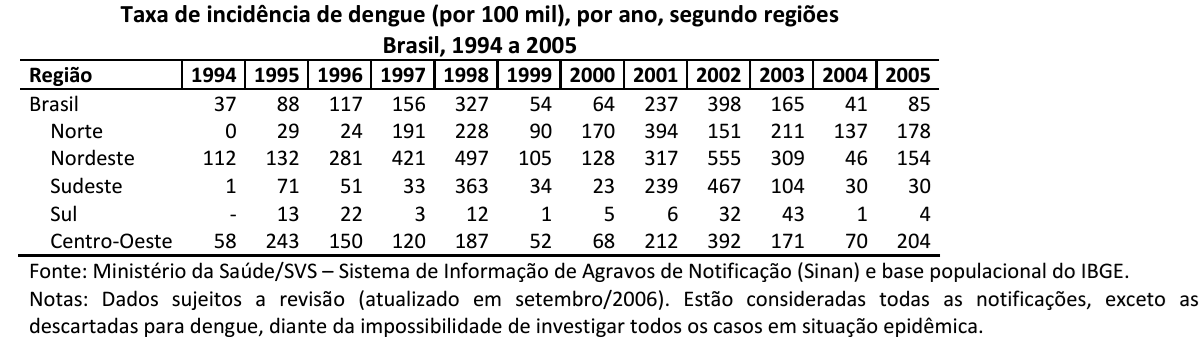 Taxa de incidência de dengue (por 100 mil), por ano, segundo regiões
Brasil, 1994 a 2005
Região 1994 1995 1996 1997 1998 1999 2000 2001 2002 2003 2004 2005
Brasil 37 88 117 156 327 54 64 237 398 165 41 85
Norte 0 29 24 191 228 90 170 394 151 211 137 178
Nordeste 112 132 281 421 497 105 128 317 555 309 46 154
Sudeste 1 71 51 33 363 34 23 239 467 104 30 30
Sul - 13 22 3 12 1 5 6 32 43 1 4
Centro-Oeste 58 243 150 120 187 52 68 212 392 171 70 204
Fonte: Ministério da Saúde/SVS – Sistema de Informação de Agravos de Notificação (Sinan) e base populacional do IBGE.
Notas: Dados sujeitos a revisão (atualizado em setembro/2006). Estão consideradas todas as notificações, exceto as
descartadas para dengue, diante da impossibilidade de investigar todos os casos em situação epidêmica.